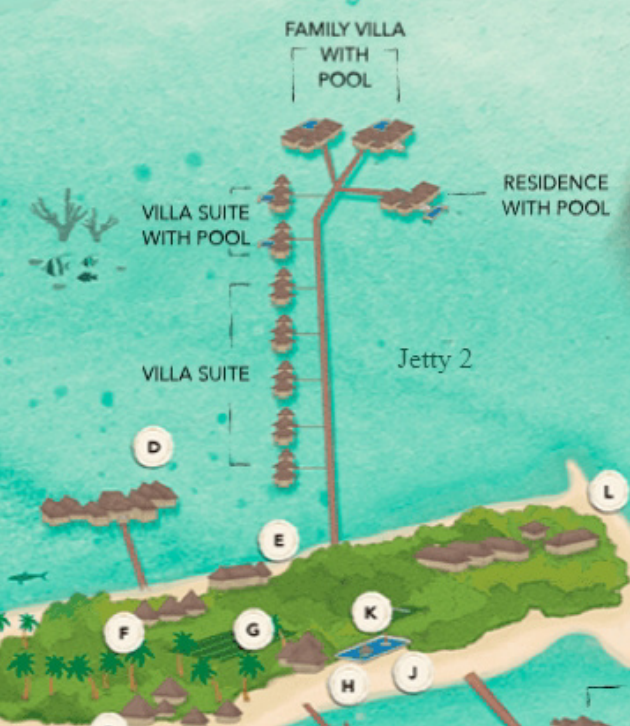 FAMILY VILLA
WITH
POOL
RESIDENCE
WITH POOL
VILLA SUITE
WITH POOL
Jetty 2
VILLA SUITE
D
L
E
K
F
G
H
J